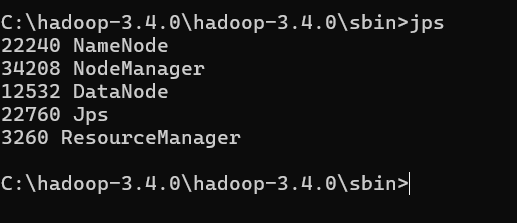 C:\hadoop-3.4.0\hadoop-3.4.0\sbin>jps
22240 NameNode
34208 NodeManager
12532 DataNode
22760 Jps
3260 ResourceManager
C:\hadoop-3.4.0\hadoop-3.4.0\sbin>